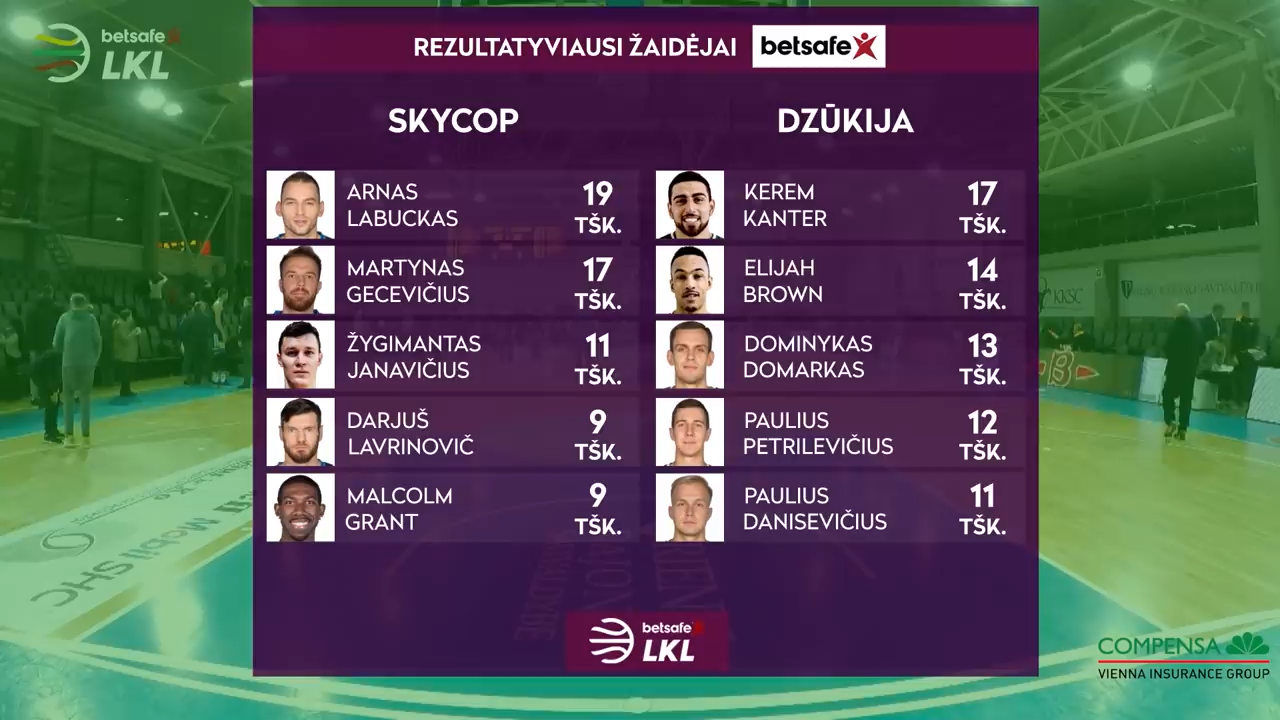 betsafe
LKL
REZULTATYVIAUSI ŽAIDĖJAI
betsafe
SKYCOP
ARNAS
LABUCKAS
19
TŠK.
MARTYNAS
GECEVIČIUS
17
TŠK.
ŽYGIMANTAS
JANAVIČIUS
11
TŠK.
DARJUŠ
LAVRINOVIČ
9
TŠK.
MALCOLM
GRANT
9
TŠK.
DZŪKIJA
KEREM
KANTER
17
TŠK.
ELIJAH
BROWN
14
TŠK.
DOMINYKAS
DOMARKAS
13
TŠK.
PAULIUS
PETRILEVIČIUS
12
TŠK.
PAULIUS
DANISEVIČIUS
11
TŠK.
betsafe
LKL
KKSC
B
COMPENSA
VIENNA INSURANCE GROUP